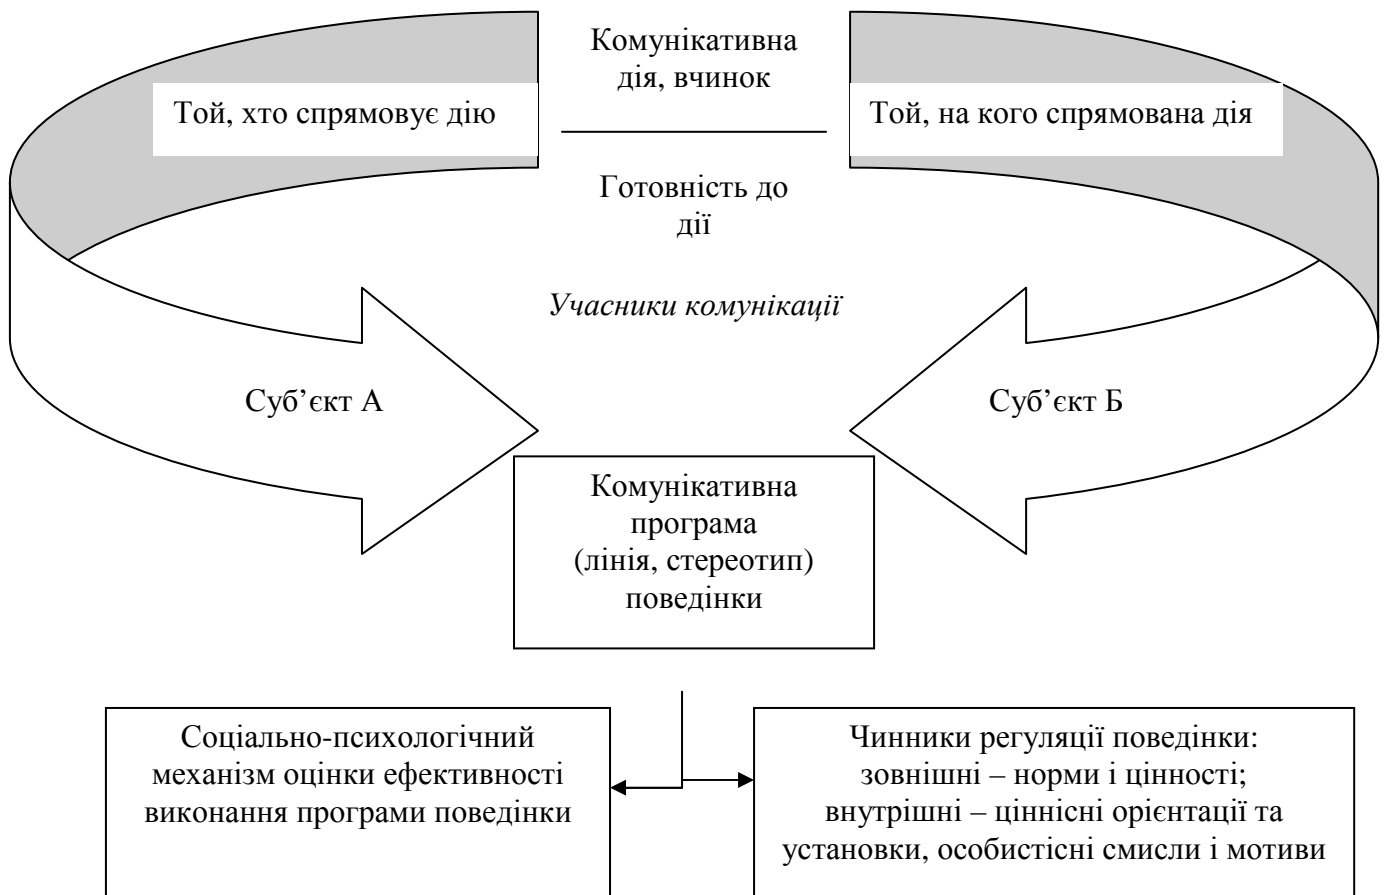 Комунікативна
дія, вчинок
Той, хто спрямовує дію
Той, на кого спрямована дія
Готовність до
дії
Учасники комунікації
Суб’єкт А
Суб’єкт Б
Комунікативна
програма
(лінія, стереотип)
поведінки
Соціально-психологічний
механізм оцінки ефективності
виконання програми поведінки
Чинники регуляції поведінки:
зовнішні – норми і цінності;
внутрішні – ціннісні орієнтації та
установки, особистісні смисли і мотиви